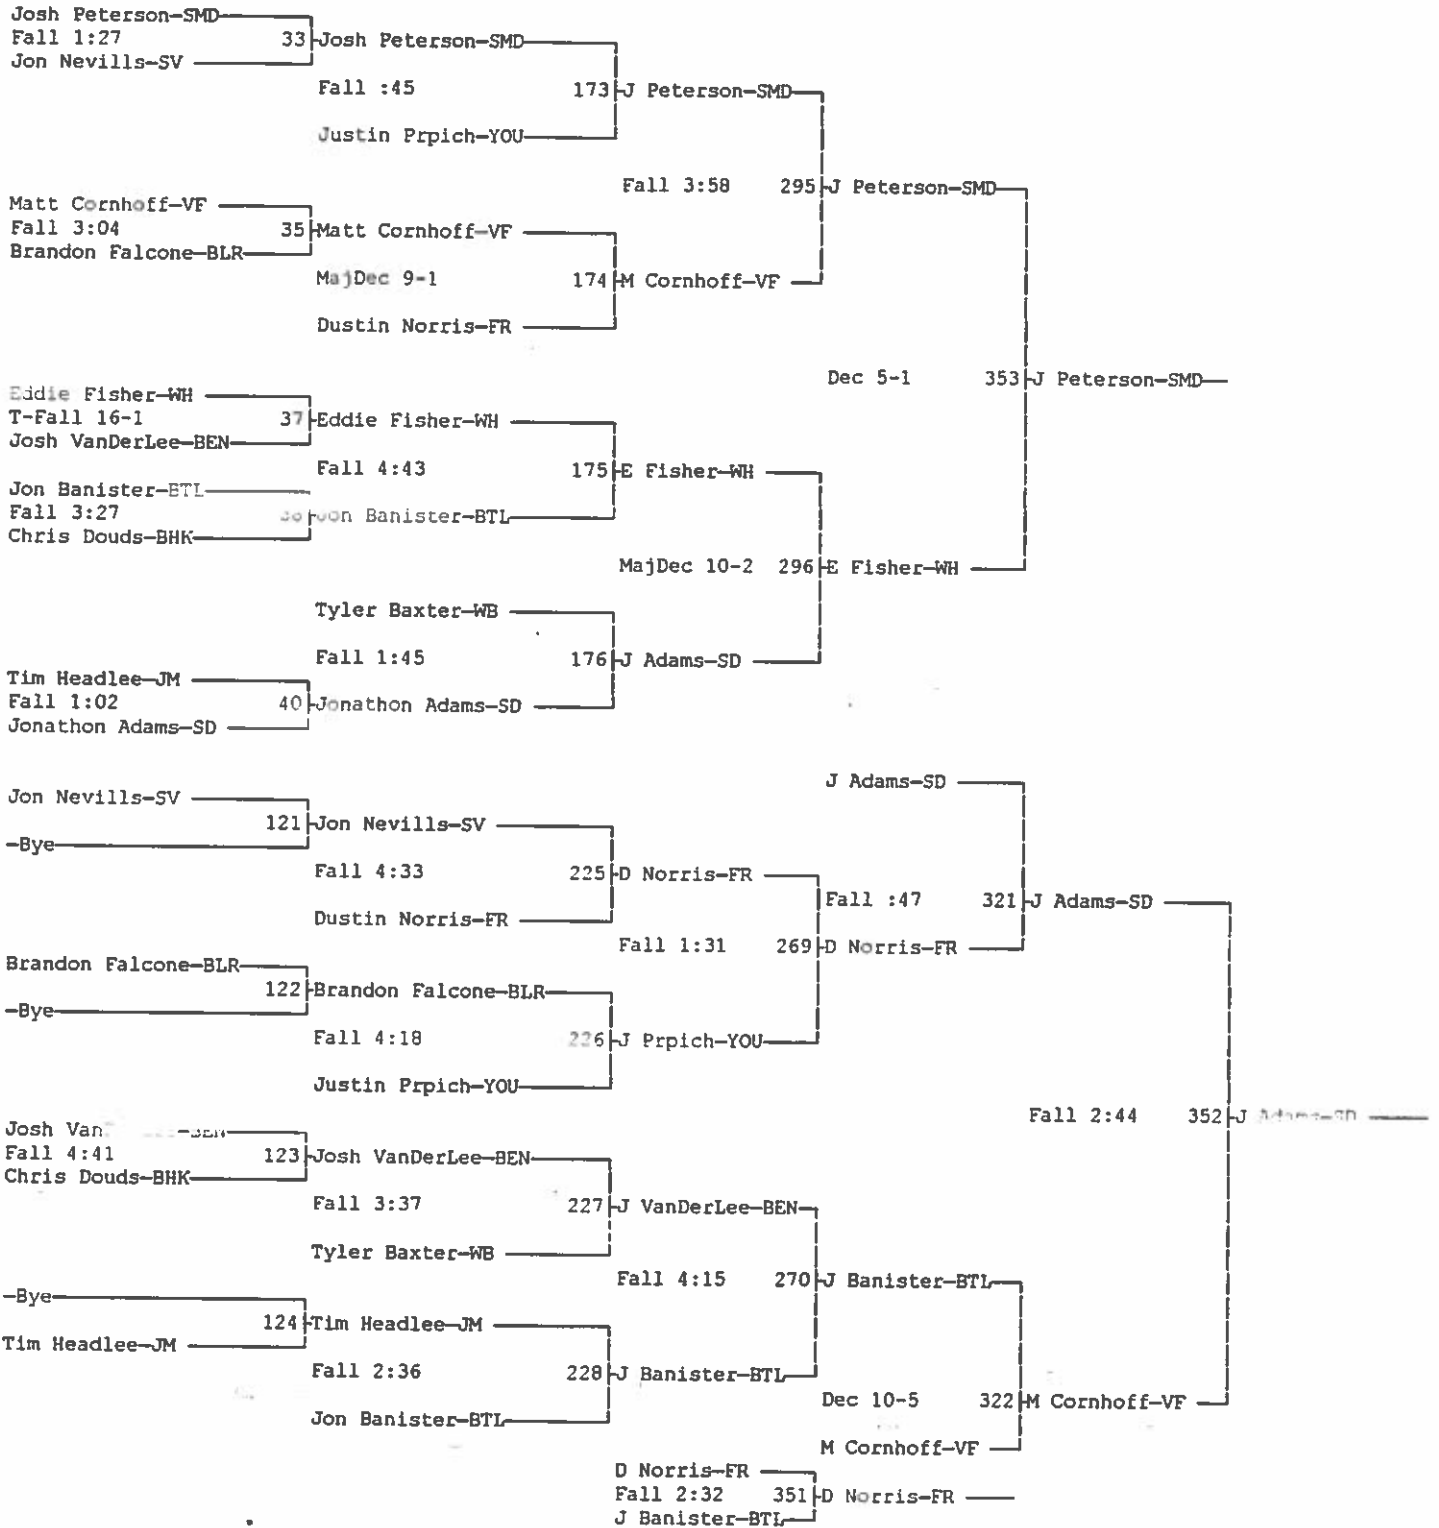 Josh Peterson-SMD
Fall 1:27 33 Josh Peterson-SMD
Jon Nevills-SV
Fall :45 173 J Peterson-SMD
Justin Prpich-YOU
Fall 3:58 295 J Peterson-SMD
Matt Cornhoff-VF
Fall 3:04 35 Matt Cornhoff-VF
Brandon Falcone-BLR
MajDec 9-1 174 M Cornhoff-VF
Dustin Norris-FR
Dec 5-1 353 J Peterson-SMD
Eddie Fisher-WH
T-Fall 16-1 37 Eddie Fisher-WH
Josh VanDerLee-BEN
Fall 4:43 175 E Fisher-WH
Jon Banister-BTL
Fall 3:27 Jon Banister-BTL
Chris Douds-BHK
MajDec 10-2 296 E Fisher-WH
Tyler Baxter-WB
Fall 1:45 176 J Adams-SD
Tim Headlee-JM
Fall 1:02 40 Jonathon Adams-SD
Jonathon Adams-SD
J Adams-SD
Jon Nevills-SV
121 Jon Nevills-SV
-Bye
Fall 4:33 225 D Norris-FR
Fall :47 321 J Adams-SD
Dustin Norris-FR
Fall 1:31 269 D Norris-FR
Brandon Falcone-BLR
122 Brandon Falcone-BLR
-Bye
Fall 4:18 226 J Prpich-YOU
Justin Prpich-YOU
Fall 2:44 352 J Adams-SD
Josh Van
Fall 4:41 123 Josh VanDerLee-BEN
Chris Douds-BHK
Fall 3:37 227 J VanDerLee-BEN
Tyler Baxter-WB
Fall 4:15 270 J Banister-BTL
-Bye
124 Tim Headlee-JM
Tim Headlee-JM
Fall 2:36 228 J Banister-BTL
Dec 10-5 322 M Cornhoff-VF
Jon Banister-BTL
M Cornhoff-VF
D Norris-FR
Fall 2:32 351 D Norris-FR
J Banister-BTL